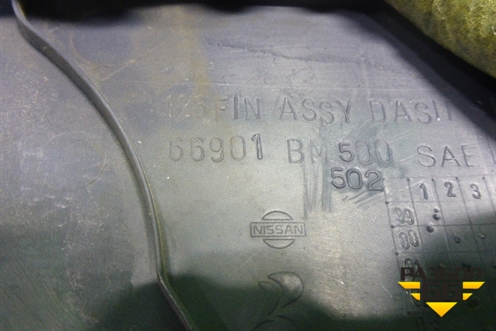 FIN ASSY DASH
66901 BM500 SAE
502
1 2 3
NISSAN